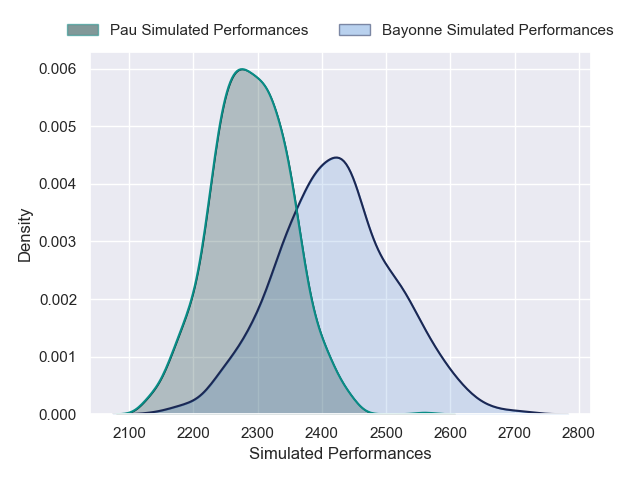 Pau Simulated Performances Bayonne Simulated Performances
0.006
0.005
0.004
0.003
0.002
0.001
0.000
Density
2100 2200 2300 2400 2500 2600 2700 2800
Simulated Performances